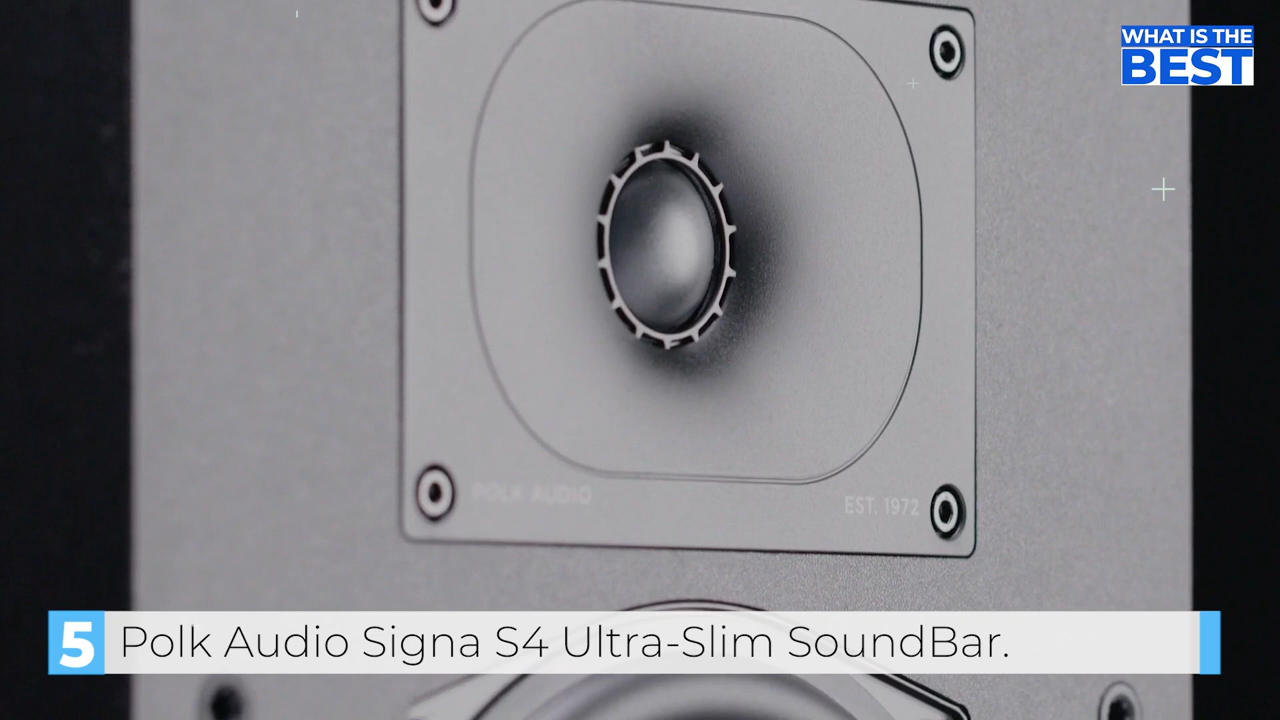 WHAT IS THE
BEST
POLK AUDIO
EST. 1972
5 Polk Audio Signa S4 Ultra-Slim SoundBar.